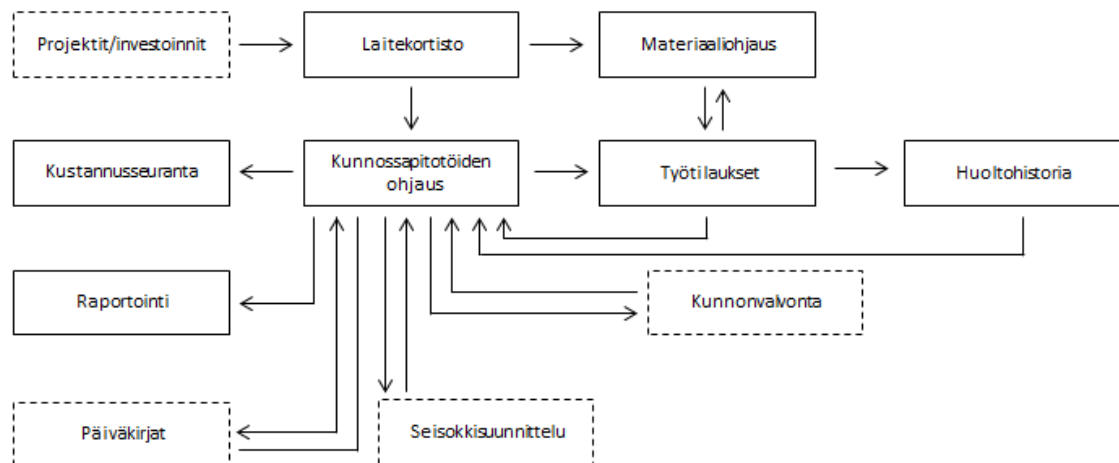 Projektit/investoinnit
Laitekortisto
Materiaaliohjaus
Kustannusseuranta
Kunnossapitotöiden
ohjaus
Työtilaukset
Huoltohistoria
Raportointi
Kunnonvalvonta
Päiväkirjat
Seisokkisuunnittelu